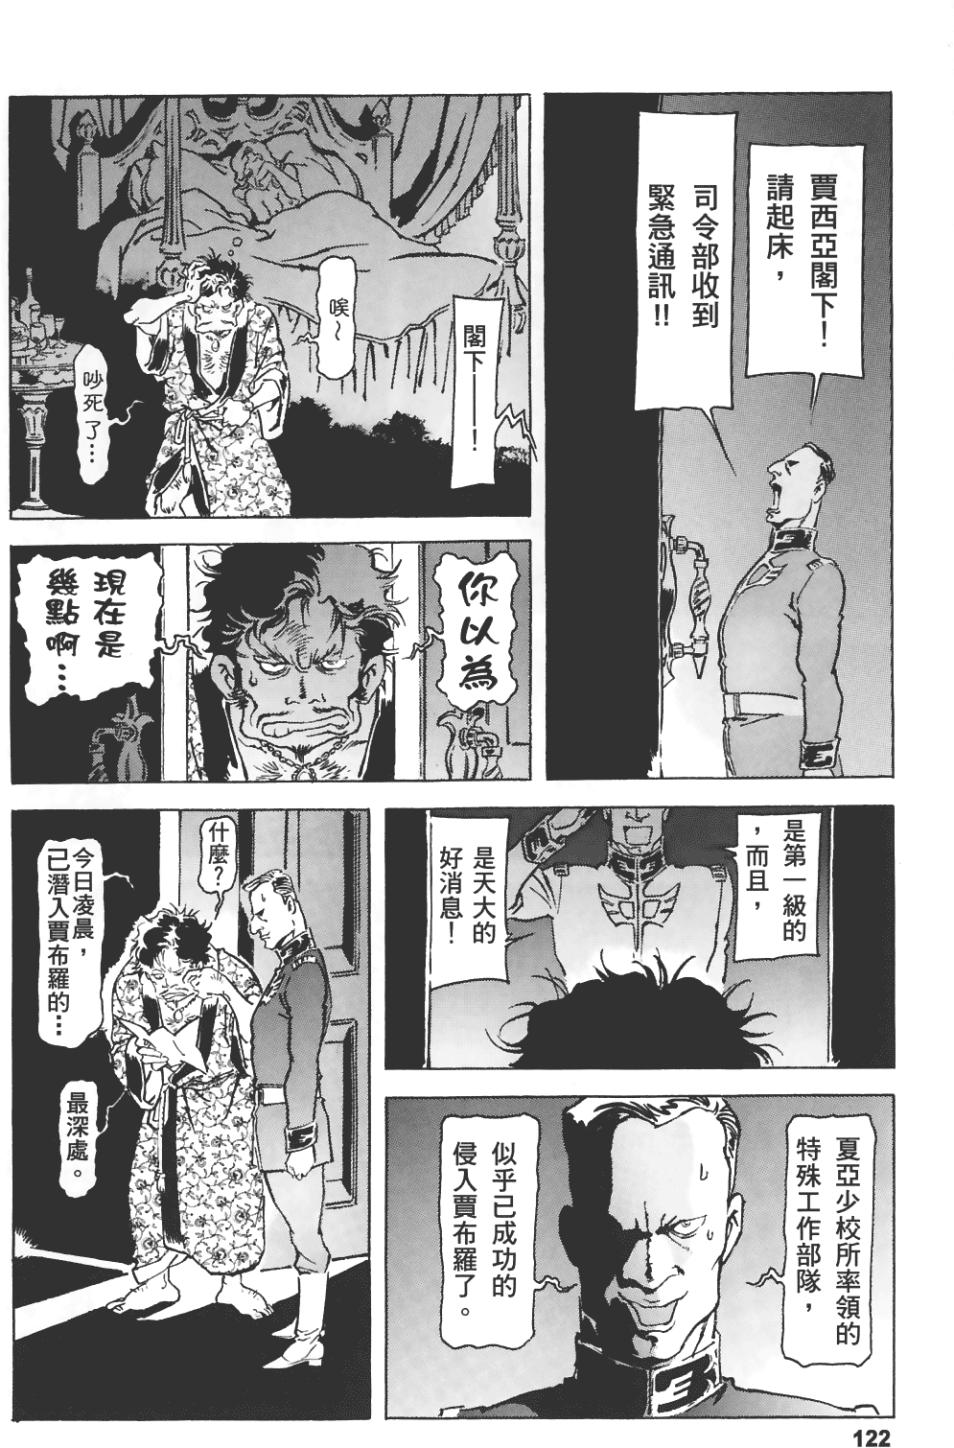 賈西亞閣下！
請起床，
司令部收到
緊急通訊!!
閣下——！
唉～
吵死了…
你以為
現在是
幾點啊…
是第一級的
，而且，
是天大的
好消息！
夏亞少校所率領的
特殊工作部隊，
似乎已成功的
侵入賈布羅了。
什麼？
今日凌晨，
已潛入賈布羅的…
最深處。
122